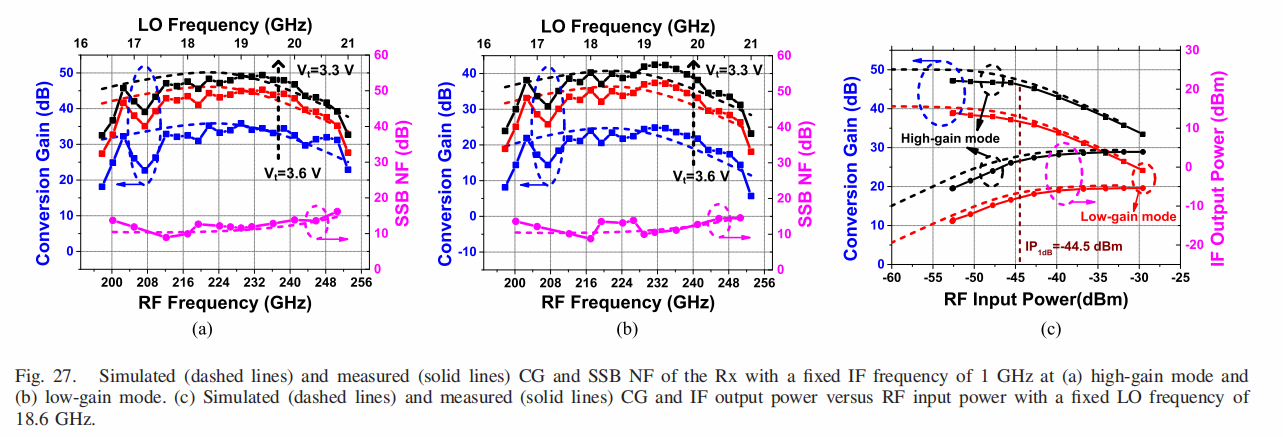 LO Frequency (GHz)
16 17 18 19 20 21
Conversion Gain (dB)
50
40
30
20
10
0
60
50
40
30
20
10
0
SSB NF (dB)
Vt=3.3 V
Vt=3.6 V
200 208 216 224 232 240 248 256
RF Frequency (GHz)
(a)
LO Frequency (GHz)
16 17 18 19 20 21
Conversion Gain (dB)
40
30
20
10
0
-10
60
50
40
30
20
10
0
SSB NF (dB)
Vt=3.3 V
Vt=3.6 V
200 208 216 224 232 240 248 256
RF Frequency (GHz)
(b)
Conversion Gain (dB)
50
40
30
20
10
0
30
20
10
0
-10
-20
IF Output Power (dBm)
High-gain mode
Low-gain mode
IP1dB=-44.5 dBm
-60 -55 -50 -45 -40 -35 -30 -25
RF Input Power(dBm)
(c)
Fig. 27. Simulated (dashed lines) and measured (solid lines) CG and SSB NF of the Rx with a fixed IF frequency of 1 GHz at (a) high-gain mode and
(b) low-gain mode. (c) Simulated (dashed lines) and measured (solid lines) CG and IF output power versus RF input power with a fixed LO frequency of
18.6 GHz.